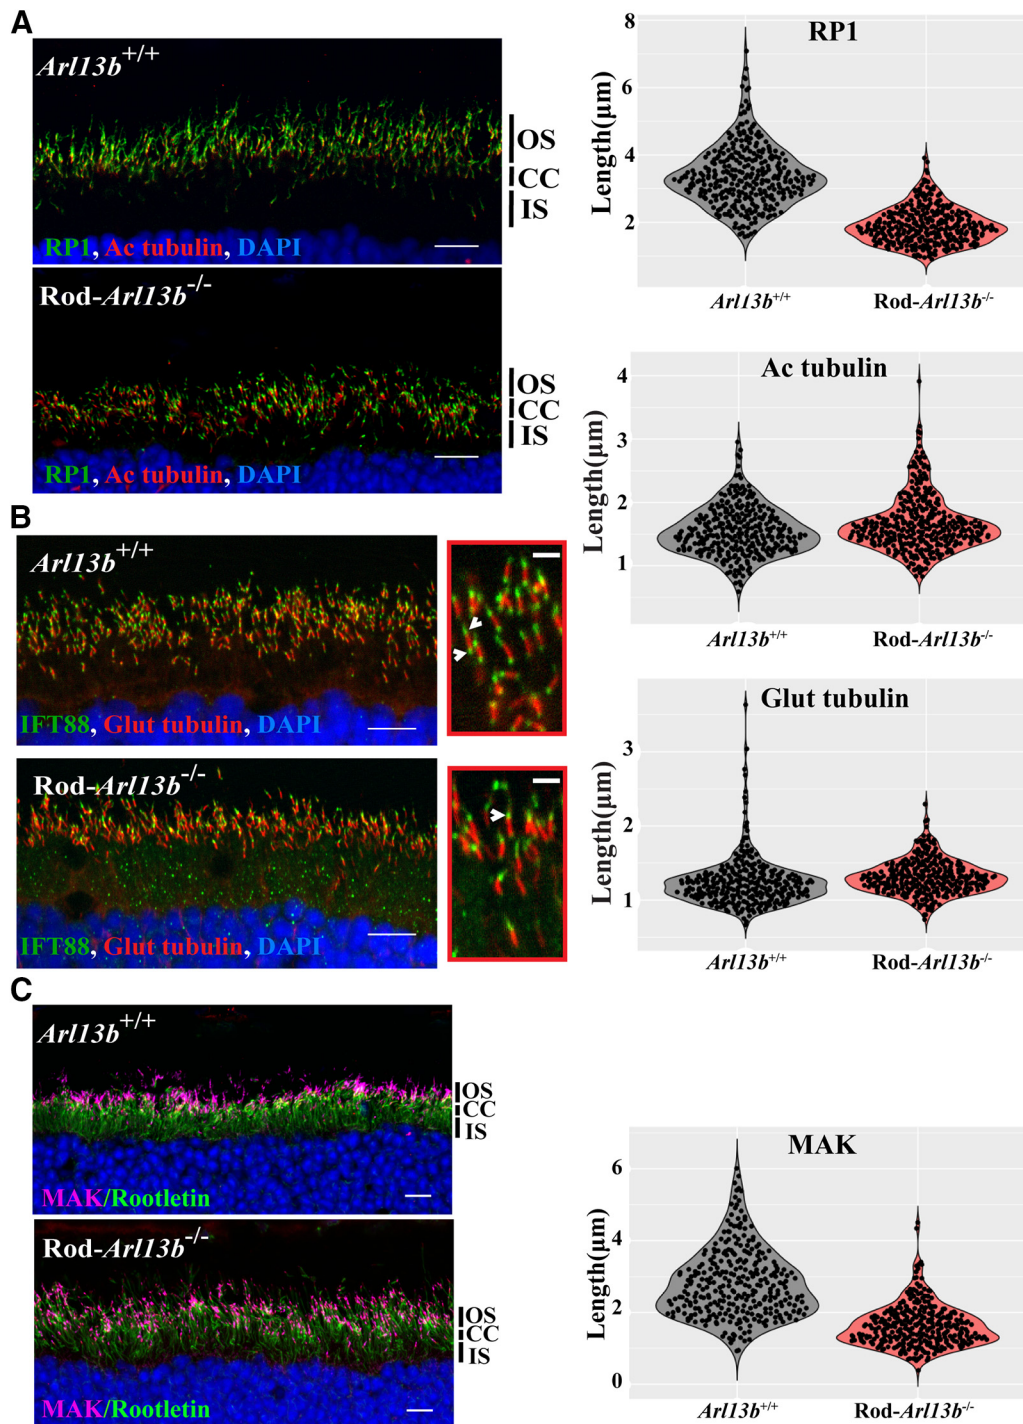 A
Arl13b+/+
OS
CC
IS
RP1, Ac tubulin, DAPI
Rod-Arl13b-/-
OS
CC
IS
RP1, Ac tubulin, DAPI
RP1
Length(µm)
8
6
4
2
Arl13b+/+
Rod-Arl13b-/-
Ac tubulin
Length(µm)
4
3
2
1
Arl13b+/+
Rod-Arl13b-/-
B
Arl13b+/+
IFT88, Glut tubulin, DAPI
Rod-Arl13b-/-
IFT88, Glut tubulin, DAPI
Glut tubulin
Length(µm)
3
2
1
Arl13b+/+
Rod-Arl13b-/-
C
Arl13b+/+
OS
CC
IS
MAK/Rootletin
Rod-Arl13b-/-
OS
CC
IS
MAK/Rootletin
MAK
Length(µm)
6
4
2
0
Arl13b+/+
Rod-Arl13b-/-